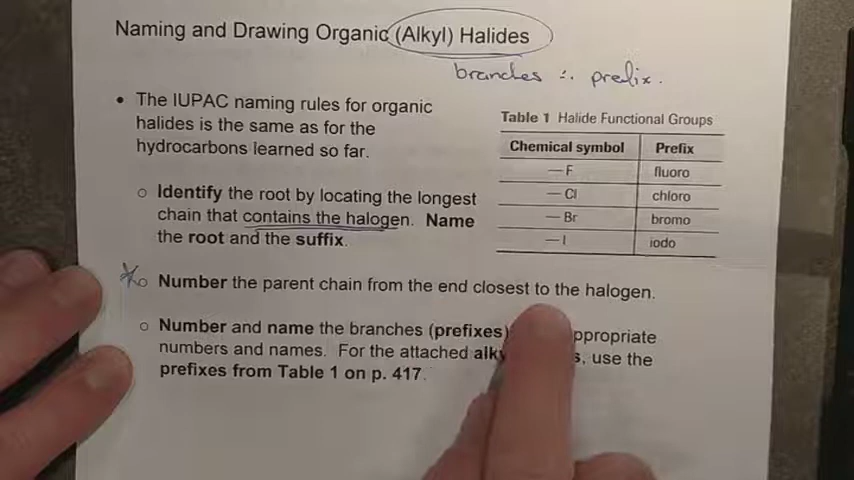 Naming and Drawing Organic (Alkyl) Halides
branches ∴ prefix.
• The IUPAC naming rules for organic
halides is the same as for the
hydrocarbons learned so far.
○ Identify the root by locating the longest
chain that contains the halogen. Name
the root and the suffix.
Table 1 Halide Functional Groups
Chemical symbol Prefix
—F fluoro
—Cl chloro
—Br bromo
—I iodo
○ Number the parent chain from the end closest to the halogen.
○ Number and name the branches (prefixes)
numbers and names. For the attached use the
prefixes from Table 1 on p. 417.